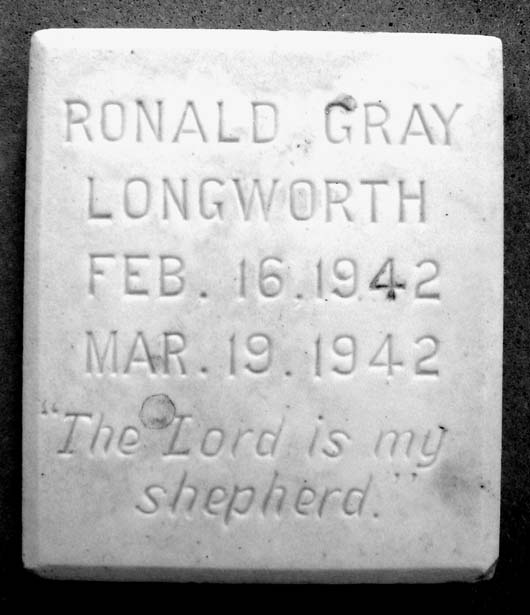 RONALD GRAY
LONGWORTH
FEB. 16.1942
MAR. 19. 1942
"The Lord is my
shepherd."